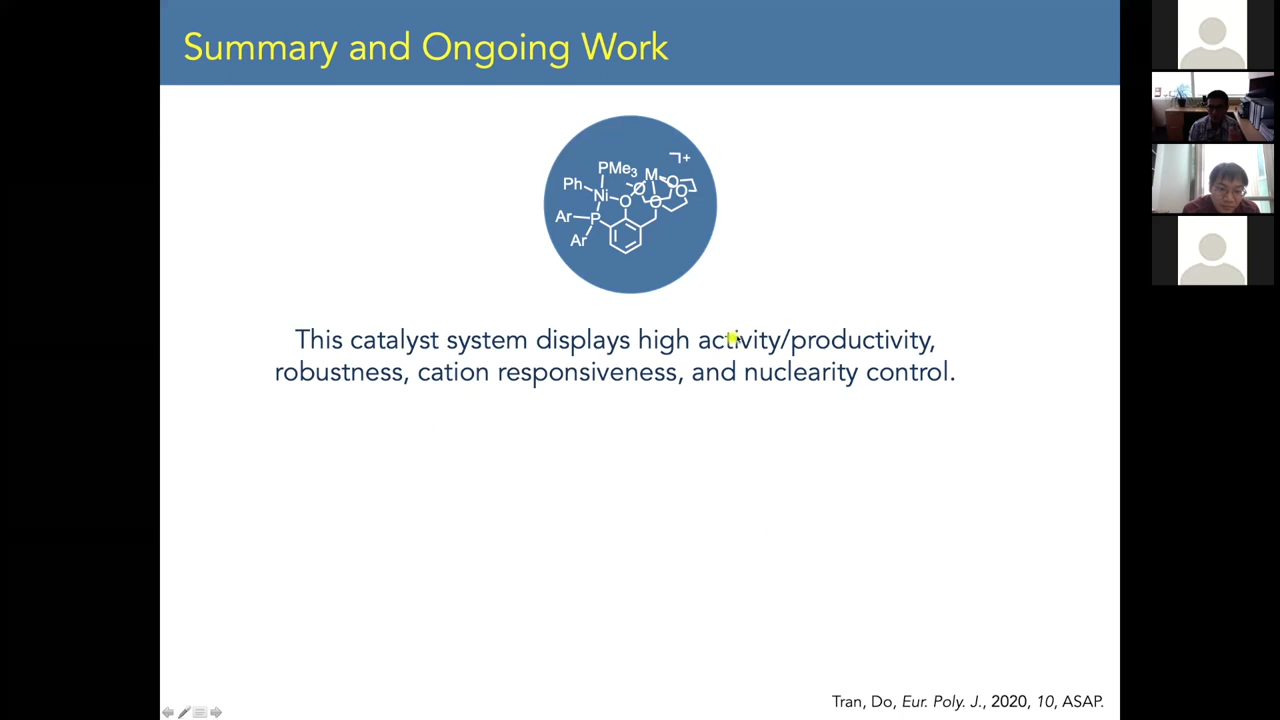 Summary and Ongoing Work
PMe3
M
⁊+
Ph
Ni
O
O
O
O
O
Ar
P
Ar
This catalyst system displays high activity/productivity,
robustness, cation responsiveness, and nuclearity control.
Tran, Do, Eur. Poly. J., 2020, 10, ASAP.